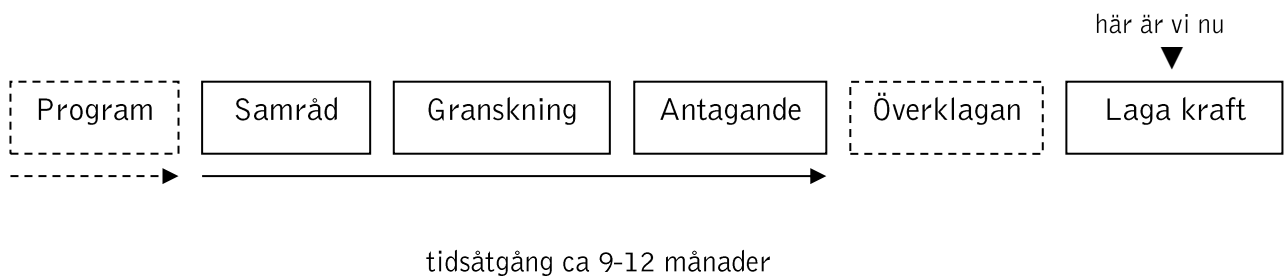 här är vi nu
Program Samråd Granskning Antagande Överklagan Laga kraft
tidsåtgång ca 9-12 månader